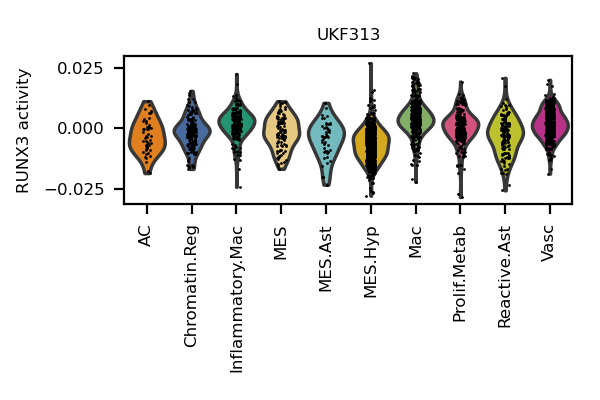 UKF313
RUNX3 activity
0.025
0.000
−0.025
AC
Chromatin.Reg
Inflammatory.Mac
MES
MES.Ast
MES.Hyp
Mac
Prolif.Metab
Reactive.Ast
Vasc